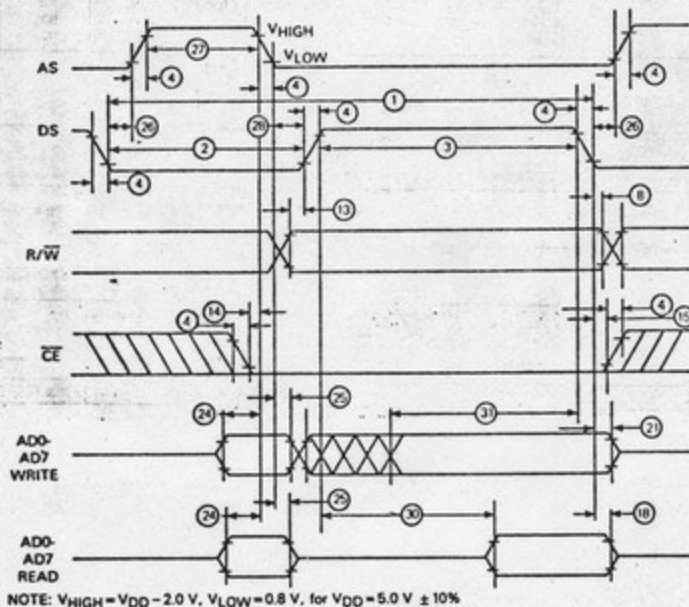 VHIGH
27
VLOW
AS
4
4
4
1
4
4
DS
26
28
26
2
3
4
13
8
R/W̅
14
4
4
15
C̅E̅
25
31
24
21
AD0-
AD7
WRITE
25
24
30
18
AD0-
AD7
READ
NOTE: VHIGH = VDD − 2.0 V, VLOW = 0.8 V, for VDD = 5.0 V ± 10%